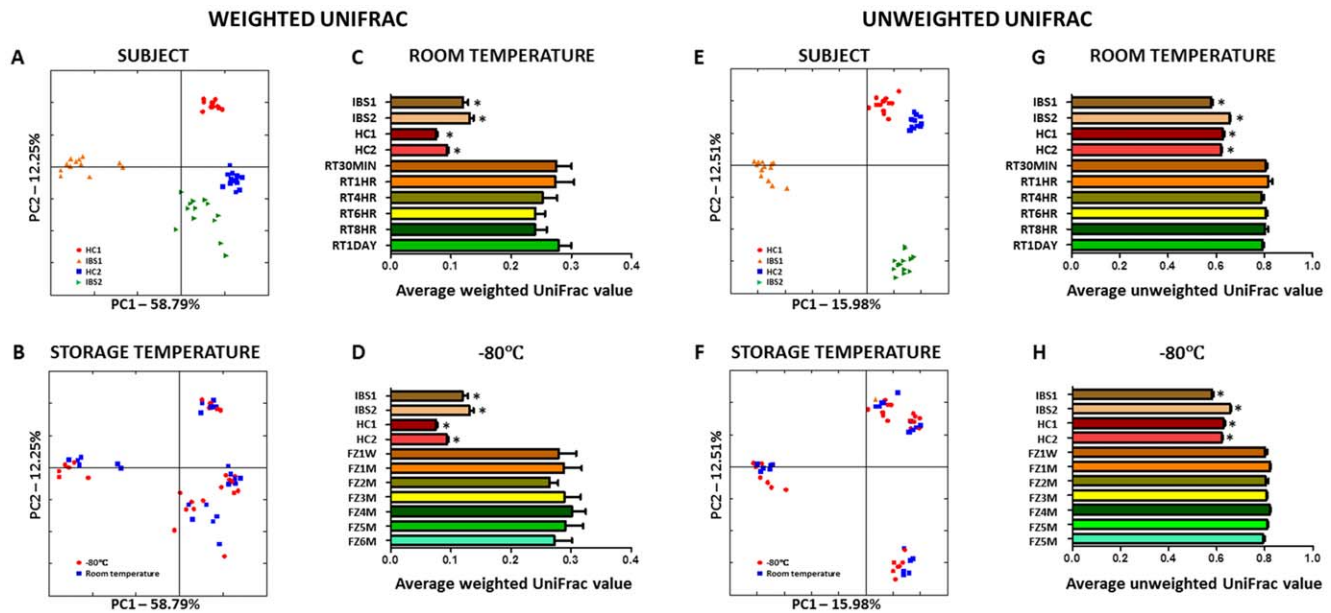 WEIGHTED UNIFRAC
UNWEIGHTED UNIFRAC
A
SUBJECT
PC2 – 12.25%
HC1
IBS1
HC2
IBS2
PC1 – 58.79%
C
ROOM TEMPERATURE
IBS1 *
IBS2 *
HC1 *
HC2 *
RT30MIN
RT1HR
RT4HR
RT6HR
RT8HR
RT1DAY
0.0 0.1 0.2 0.3 0.4
Average weighted UniFrac value
E
SUBJECT
PC2 – 12.51%
HC1
IBS1
HC2
IBS2
PC1 – 15.98%
G
ROOM TEMPERATURE
IBS1 *
IBS2 *
HC1 *
HC2 *
RT30MIN
RT1HR
RT4HR
RT6HR
RT8HR
RT1DAY
0.0 0.2 0.4 0.6 0.8 1.0
Average unweighted UniFrac value
B
STORAGE TEMPERATURE
PC2 – 12.25%
-80°C
Room temperature
PC1 – 58.79%
D
-80°C
IBS1 *
IBS2 *
HC1 *
HC2 *
FZ1W
FZ1M
FZ2M
FZ3M
FZ4M
FZ5M
FZ6M
0.0 0.1 0.2 0.3 0.4
Average weighted UniFrac value
F
STORAGE TEMPERATURE
PC2 – 12.51%
-80°C
Room temperature
PC1 – 15.98%
H
-80°C
IBS1 *
IBS2 *
HC1 *
HC2 *
FZ1W
FZ1M
FZ2M
FZ3M
FZ4M
FZ5M
FZ5M
0.0 0.2 0.4 0.6 0.8 1.0
Average unweighted UniFrac value